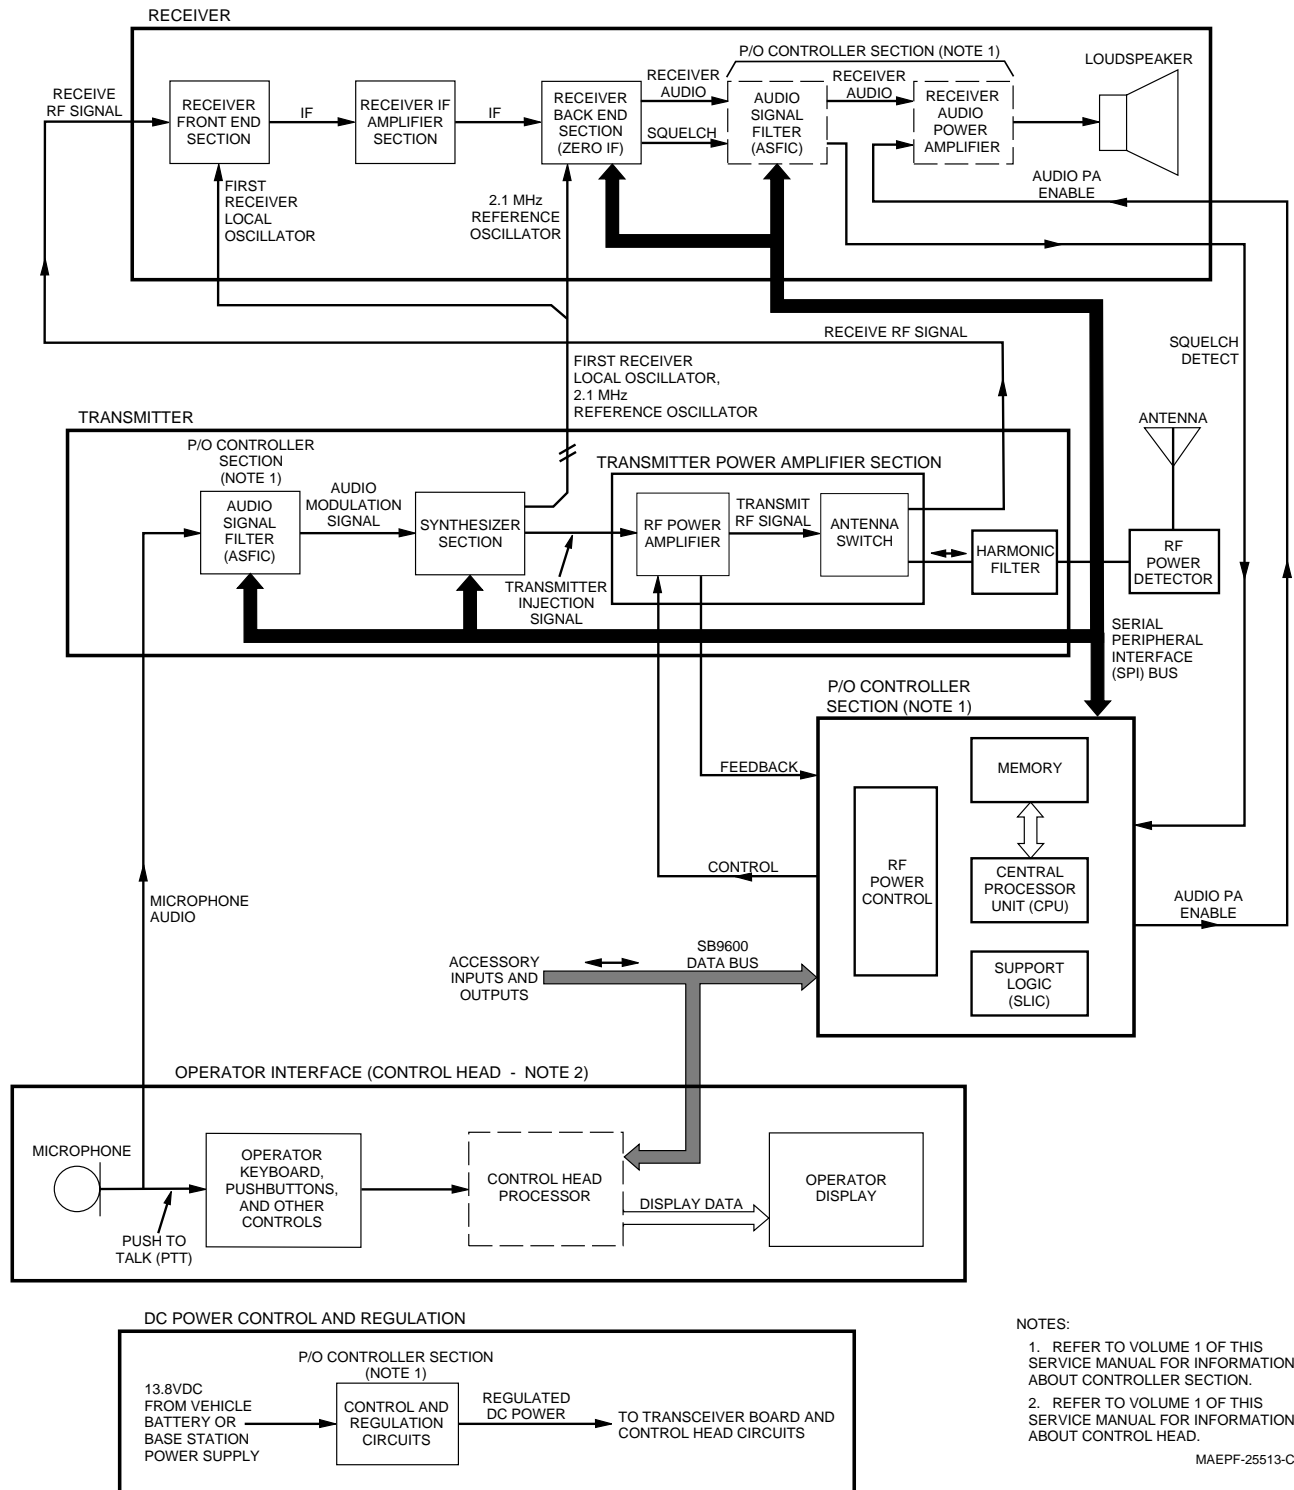 RECEIVER
P/O CONTROLLER SECTION (NOTE 1)
LOUDSPEAKER
RECEIVE
RF SIGNAL
RECEIVER
FRONT END
SECTION
IF
RECEIVER IF
AMPLIFIER
SECTION
IF
RECEIVER
BACK END
SECTION
(ZERO IF)
RECEIVER
AUDIO
SQUELCH
AUDIO
SIGNAL
FILTER
(ASFIC)
RECEIVER
AUDIO
RECEIVER
AUDIO
POWER
AMPLIFIER
AUDIO PA
ENABLE
FIRST
RECEIVER
LOCAL
OSCILLATOR
2.1 MHz
REFERENCE
OSCILLATOR
RECEIVE RF SIGNAL
SQUELCH
DETECT
FIRST RECEIVER
LOCAL OSCILLATOR,
2.1 MHz
REFERENCE OSCILLATOR
TRANSMITTER
ANTENNA
P/O CONTROLLER
SECTION
(NOTE 1)
AUDIO
SIGNAL
FILTER
(ASFIC)
AUDIO
MODULATION
SIGNAL
SYNTHESIZER
SECTION
TRANSMITTER
INJECTION
SIGNAL
TRANSMITTER POWER AMPLIFIER SECTION
RF POWER
AMPLIFIER
TRANSMIT
RF SIGNAL
ANTENNA
SWITCH
HARMONIC
FILTER
RF
POWER
DETECTOR
SERIAL
PERIPHERAL
INTERFACE
(SPI) BUS
P/O CONTROLLER
SECTION (NOTE 1)
FEEDBACK
MEMORY
RF
POWER
CONTROL
CONTROL
CENTRAL
PROCESSOR
UNIT (CPU)
SUPPORT
LOGIC
(SLIC)
AUDIO PA
ENABLE
MICROPHONE
AUDIO
ACCESSORY
INPUTS AND
OUTPUTS
SB9600
DATA BUS
OPERATOR INTERFACE (CONTROL HEAD - NOTE 2)
MICROPHONE
PUSH TO
TALK (PTT)
OPERATOR
KEYBOARD,
PUSHBUTTONS,
AND OTHER
CONTROLS
CONTROL HEAD
PROCESSOR
DISPLAY DATA
OPERATOR
DISPLAY
DC POWER CONTROL AND REGULATION
P/O CONTROLLER SECTION
(NOTE 1)
13.8VDC
FROM VEHICLE
BATTERY OR
BASE STATION
POWER SUPPLY
CONTROL AND
REGULATION
CIRCUITS
REGULATED
DC POWER
TO TRANSCEIVER BOARD AND
CONTROL HEAD CIRCUITS
NOTES:
1. REFER TO VOLUME 1 OF THIS
SERVICE MANUAL FOR INFORMATION
ABOUT CONTROLLER SECTION.
2. REFER TO VOLUME 1 OF THIS
SERVICE MANUAL FOR INFORMATION
ABOUT CONTROL HEAD.
MAEPF-25513-C